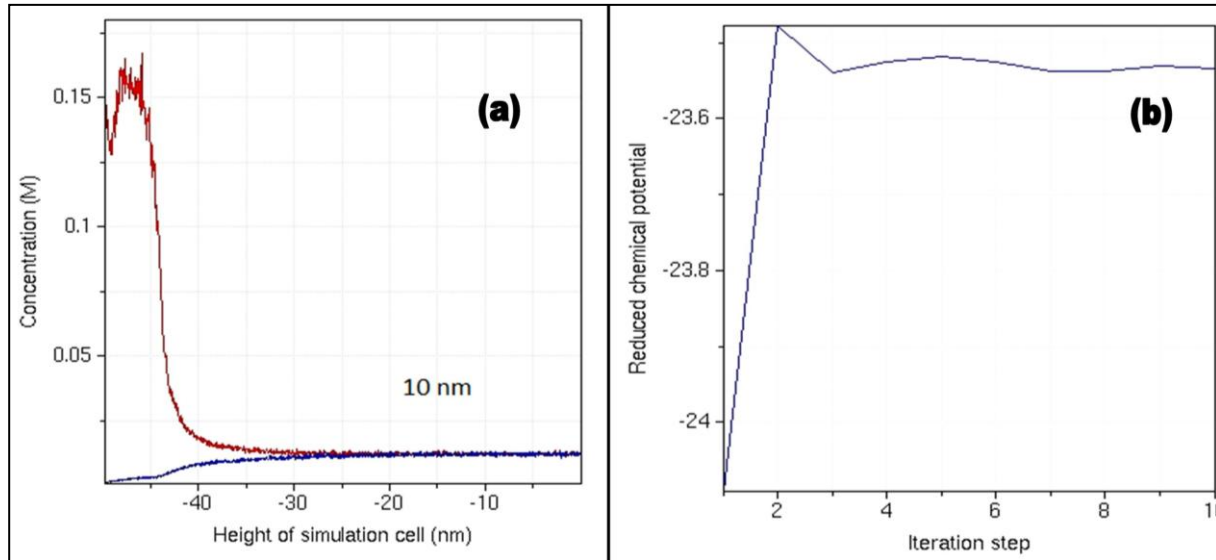 (a)
Concentration (M)
0.15
0.1
0.05
10 nm
-40
-30
-20
-10
Height of simulation cell (nm)
(b)
Reduced chemical potential
-23.6
-23.8
-24
2
4
6
8
Iteration step